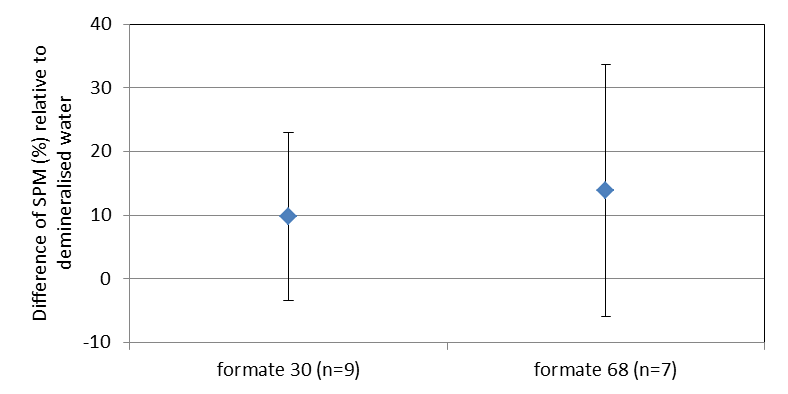 Difference of SPM (%) relative to
demineralised water
40
30
20
10
0
-10
formate 30 (n=9)
formate 68 (n=7)